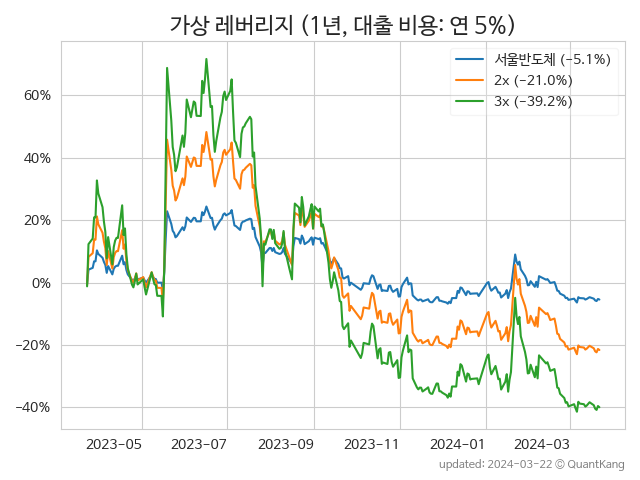 가상 레버리지 (1년, 대출 비용: 연 5%)
서울반도체 (−5.1%)
2x (−21.0%)
3x (−39.2%)
60%
40%
20%
0%
−20%
−40%
2023−05 2023−07 2023−09 2023−11 2024−01 2024−03
updated: 2024-03-22 © QuantKang